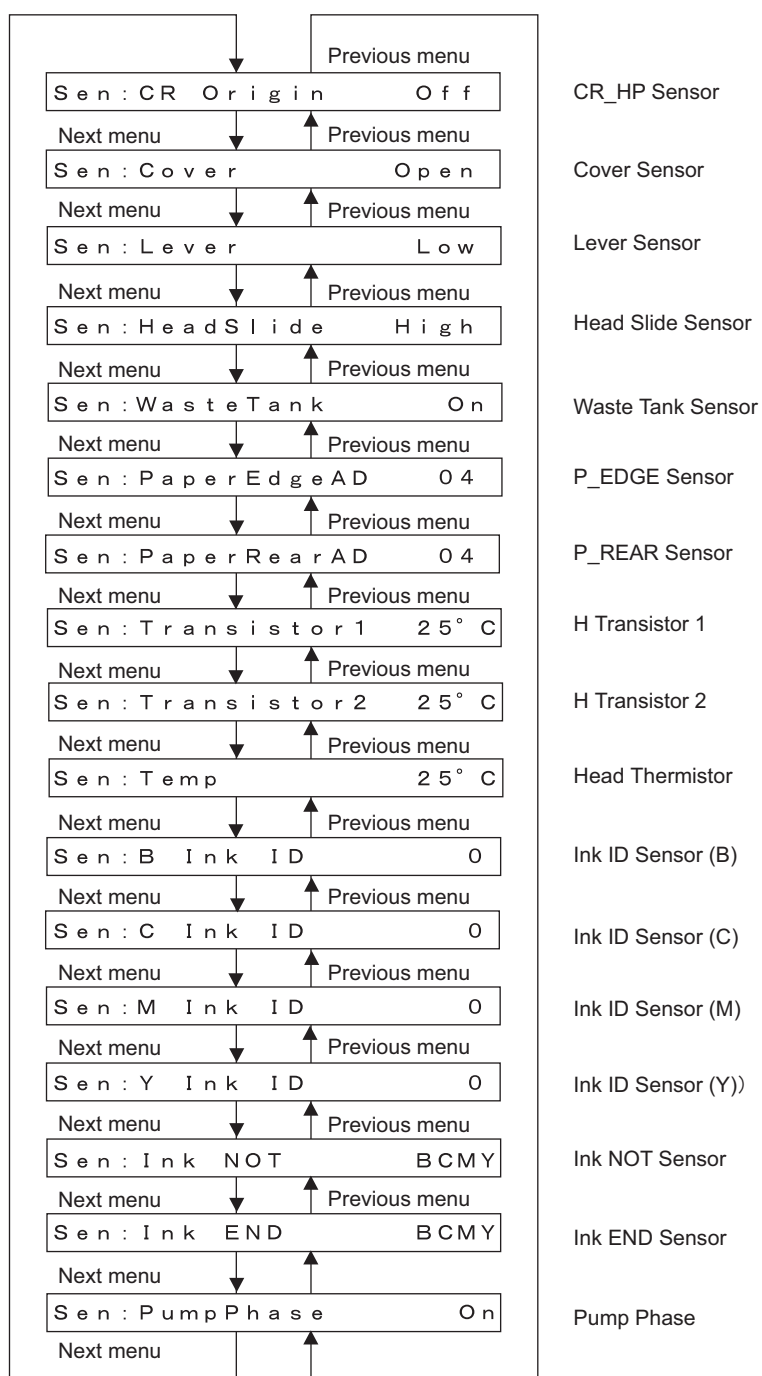 Previous menu
Sen:CR Origin Off CR_HP Sensor
Next menu Previous menu
Sen:Cover Open Cover Sensor
Next menu Previous menu
Sen:Lever Low Lever Sensor
Next menu Previous menu
Sen:HeadSlide High Head Slide Sensor
Next menu Previous menu
Sen:WasteTank On Waste Tank Sensor
Next menu Previous menu
Sen:PaperEdgeAD 04 P_EDGE Sensor
Next menu Previous menu
Sen:PaperRearAD 04 P_REAR Sensor
Next menu Previous menu
Sen:Transistor1 25°C H Transistor 1
Next menu Previous menu
Sen:Transistor2 25°C H Transistor 2
Next menu Previous menu
Sen:Temp 25°C Head Thermistor
Next menu Previous menu
Sen:B Ink ID 0 Ink ID Sensor (B)
Next menu Previous menu
Sen:C Ink ID 0 Ink ID Sensor (C)
Next menu Previous menu
Sen:M Ink ID 0 Ink ID Sensor (M)
Next menu Previous menu
Sen:Y Ink ID 0 Ink ID Sensor (Y)）
Next menu Previous menu
Sen:Ink NOT BCMY Ink NOT Sensor
Next menu Previous menu
Sen:Ink END BCMY Ink END Sensor
Next menu
Sen:PumpPhase On Pump Phase
Next menu